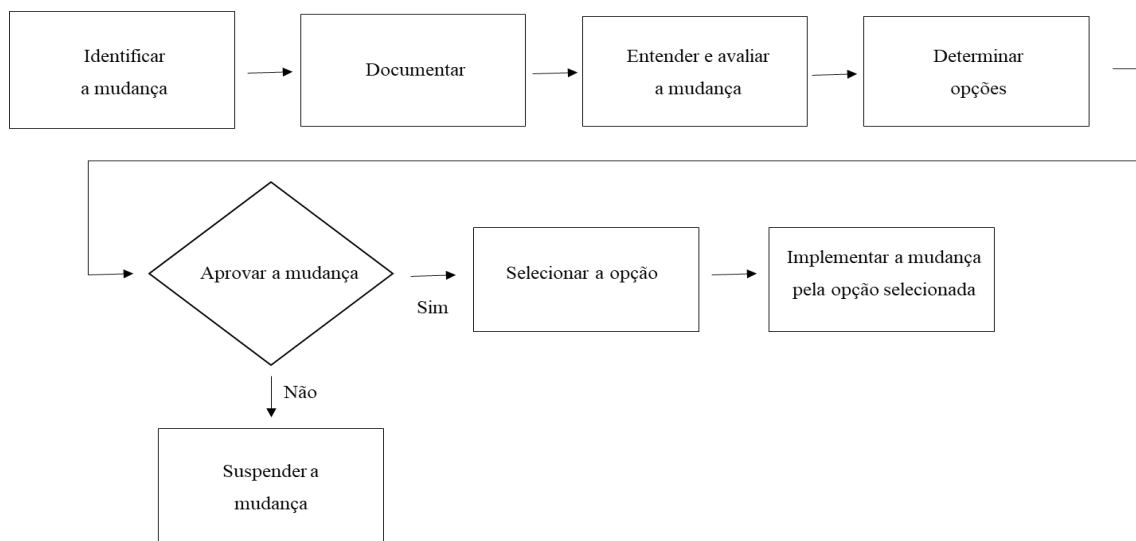 Identificar
a mudança
Documentar
Entender e avaliar
a mudança
Determinar
opções
Aprovar a mudança
Sim
Selecionar a opção
Implementar a mudança
pela opção selecionada
Não
Suspender a
mudança